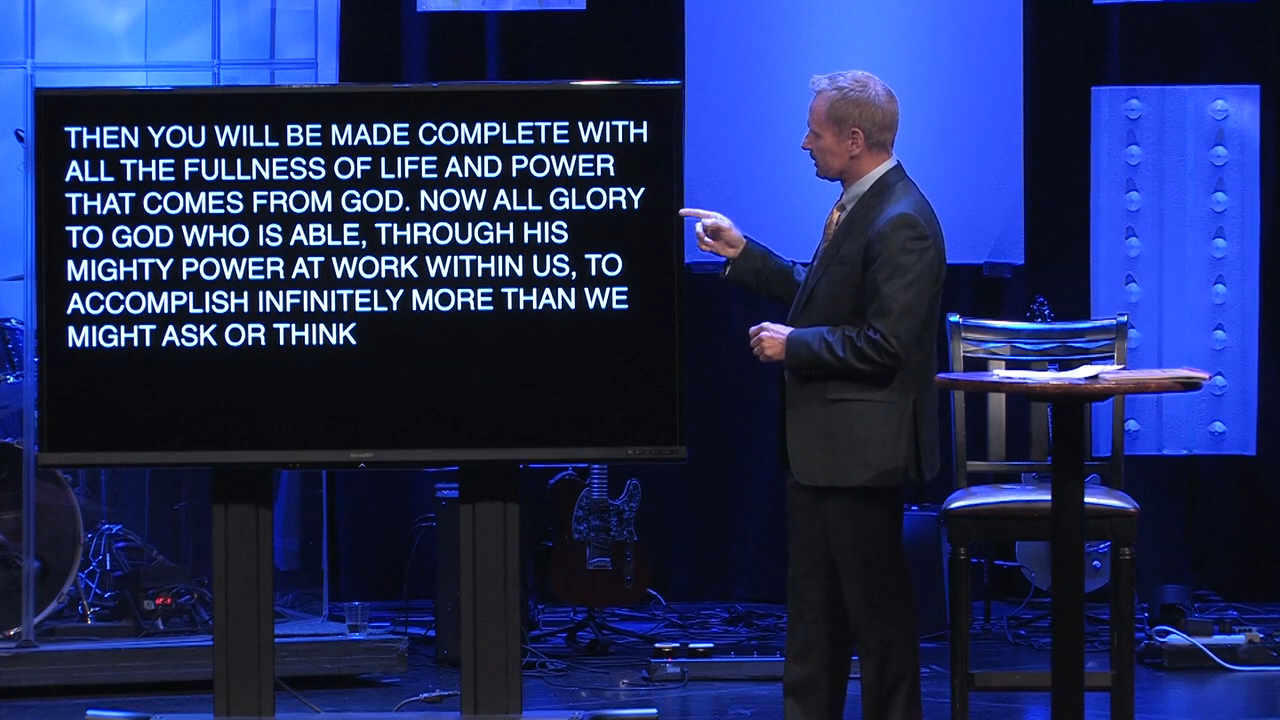 THEN YOU WILL BE MADE COMPLETE WITH
ALL THE FULLNESS OF LIFE AND POWER
THAT COMES FROM GOD. NOW ALL GLORY
TO GOD WHO IS ABLE, THROUGH HIS
MIGHTY POWER AT WORK WITHIN US, TO
ACCOMPLISH INFINITELY MORE THAN WE
MIGHT ASK OR THINK
SHARP